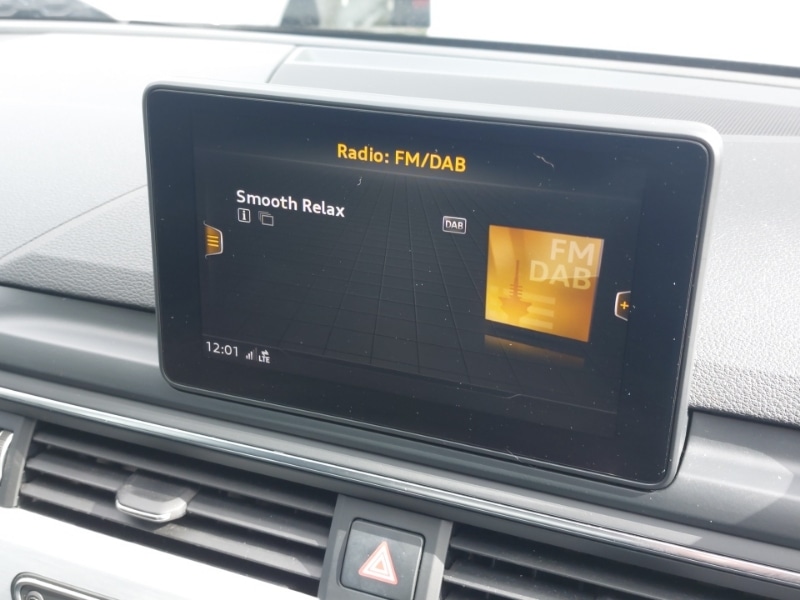 Radio: FM/DAB
Smooth Relax
DAB
FM
DAB
12:01
LTE